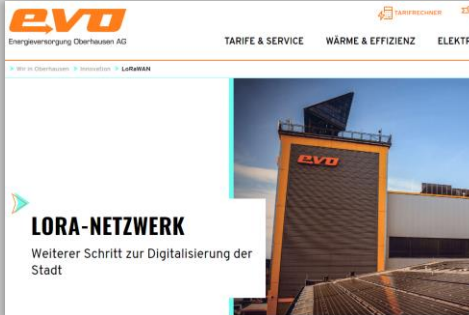 evo
TARIFRECHNER
Energieversorgung Oberhausen AG
TARIFE & SERVICE WÄRME & EFFIZIENZ ELEKTR
> Wir in Oberhausen > Innovation > LoRaWAN
evo
LORA-NETZWERK
Weiterer Schritt zur Digitalisierung der
Stadt